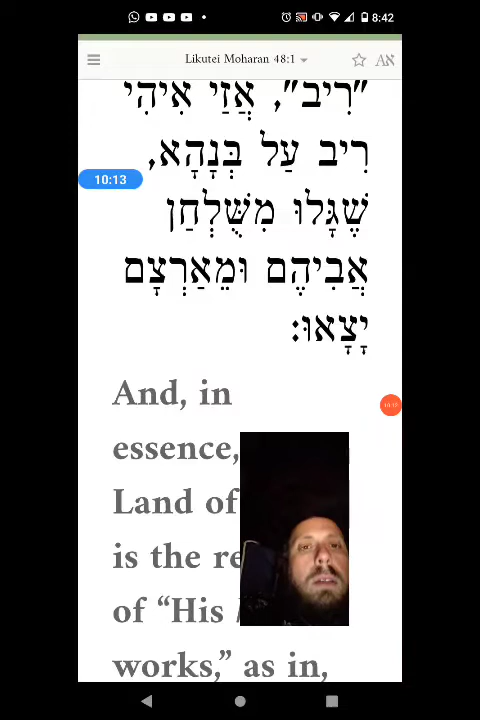 8:42
Likutei Moharan 48:1
Aא
״רִיב״, אֲזַי אִיהִי
רִיב עַל בְּנָהָא,
10:13
שֶׁגָּלוּ מִשֻּׁלְחַן
אֲבִיהֶם וּמֵאַרְצָם
יָצָאוּ:
And, in
essence,
Land of
is the re
of “His
works,” as in,